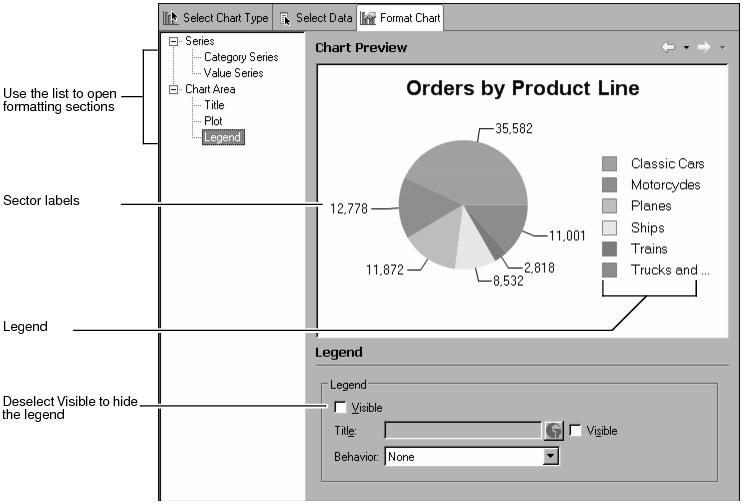 Select Chart Type
Select Data
Format Chart
Series
Category Series
Value Series
Chart Area
Title
Plot
Legend
Use the list to open
formatting sections
Sector labels
Legend
Deselect Visible to hide
the legend
Chart Preview
Orders by Product Line
35,582
12,778
11,001
11,872
2,818
8,532
Classic Cars
Motorcycles
Planes
Ships
Trains
Trucks and ...
Legend
Legend
Visible
Title:
Visible
Behavior:
None